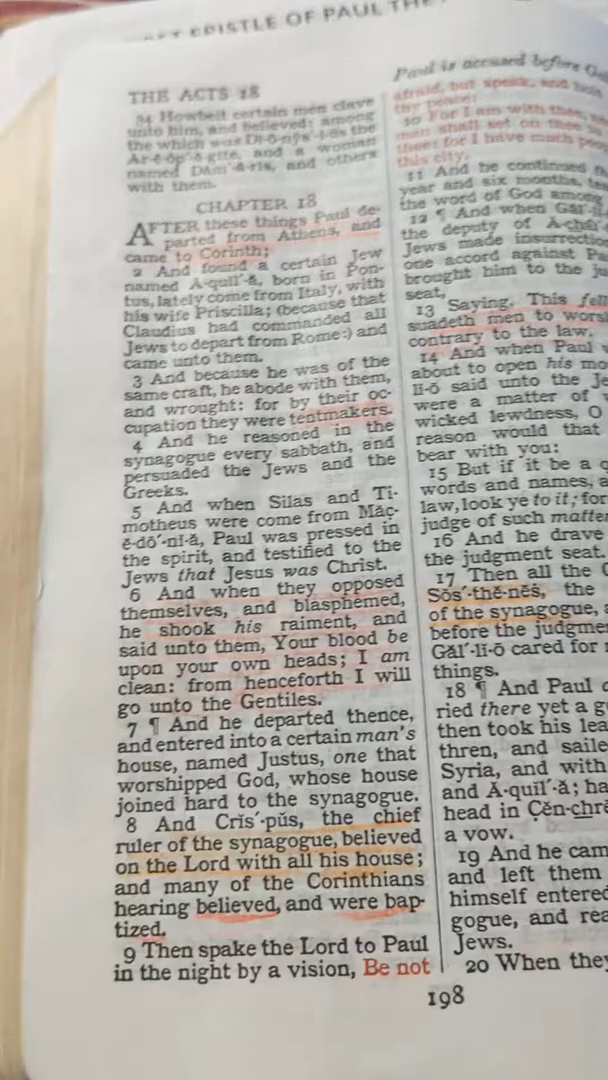 EPISTLE OF PAUL THE
THE ACTS 18
34 Howbeit certain men clave
unto him, and believed: among
the which was Dī-ŏ-nȳs´-ĭ-ŭs the
Âr-ĕ-ŏp´-ă-gīte, and a woman
named Dăm´-ă-rĭs, and others
with them.
CHAPTER 18
AFTER these things Paul de-
parted from Athens, and
came to Corinth;
2 And found a certain Jew
named Ă-quĭl´-ă, born in Pon-
tus, lately come from Italy, with
his wife Priscilla; (because that
Claudius had commanded all
Jews to depart from Rome:) and
came unto them.
3 And because he was of the
same craft, he abode with them,
and wrought: for by their oc-
cupation they were tentmakers.
4 And he reasoned in the
synagogue every sabbath, and
persuaded the Jews and the
Greeks.
5 And when Silas and Ti-
motheus were come from Măç-
ĕ-dō´-nĭ-ă, Paul was pressed in
the spirit, and testified to the
Jews that Jesus was Christ.
6 And when they opposed
themselves, and blasphemed,
he shook his raiment, and
said unto them, Your blood be
upon your own heads; I am
clean: from henceforth I will
go unto the Gentiles.
7 ¶ And he departed thence,
and entered into a certain man's
house, named Justus, one that
worshipped God, whose house
joined hard to the synagogue.
8 And Crĭs´-pŭs, the chief
ruler of the synagogue, believed
on the Lord with all his house;
and many of the Corinthians
hearing believed, and were bap-
tized.
9 Then spake the Lord to Paul
in the night by a vision, Be not
Paul is accused before
afraid, but speak, and
thy peace:
10 For I am with thee,
man shall set on thee
thee: for I have much
this city.
11 And he continued
year and six months,
the word of God among
12 ¶ And when
the deputy of
Jews made insurrection
one accord against
brought him to the
seat,
13 Saying, This
suadeth men to
contrary to the law.
14 And when Paul
about to open his
lĭ-ō said unto the
were a matter of
wicked lewdness, O
reason would that
bear with you:
15 But if it be a
words and names,
law, look ye to it; for
judge of such
16 And he drave
the judgment seat.
17 Then all the
Sŏs´-thĕ-nĕs, the
of the synagogue,
before the
Găl´-lĭ-ō cared for
things.
18 ¶ And Paul
ried there yet a
then took his
thren, and
Syria, and with
and Ă-quĭl´-ă;
head in
a vow.
19 And he
and left them
himself entered
gogue, and
Jews.
20 When
198